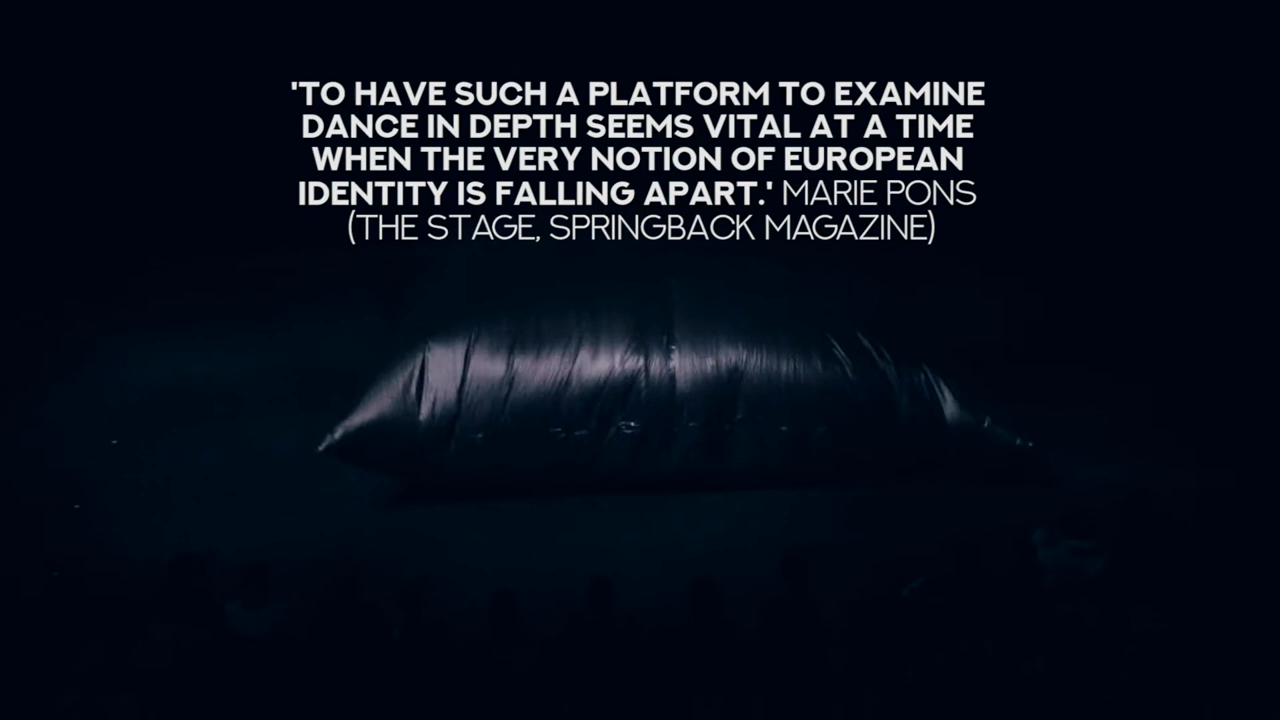 'TO HAVE SUCH A PLATFORM TO EXAMINE
DANCE IN DEPTH SEEMS VITAL AT A TIME
WHEN THE VERY NOTION OF EUROPEAN
IDENTITY IS FALLING APART.' MARIE PONS
(THE STAGE, SPRINGBACK MAGAZINE)